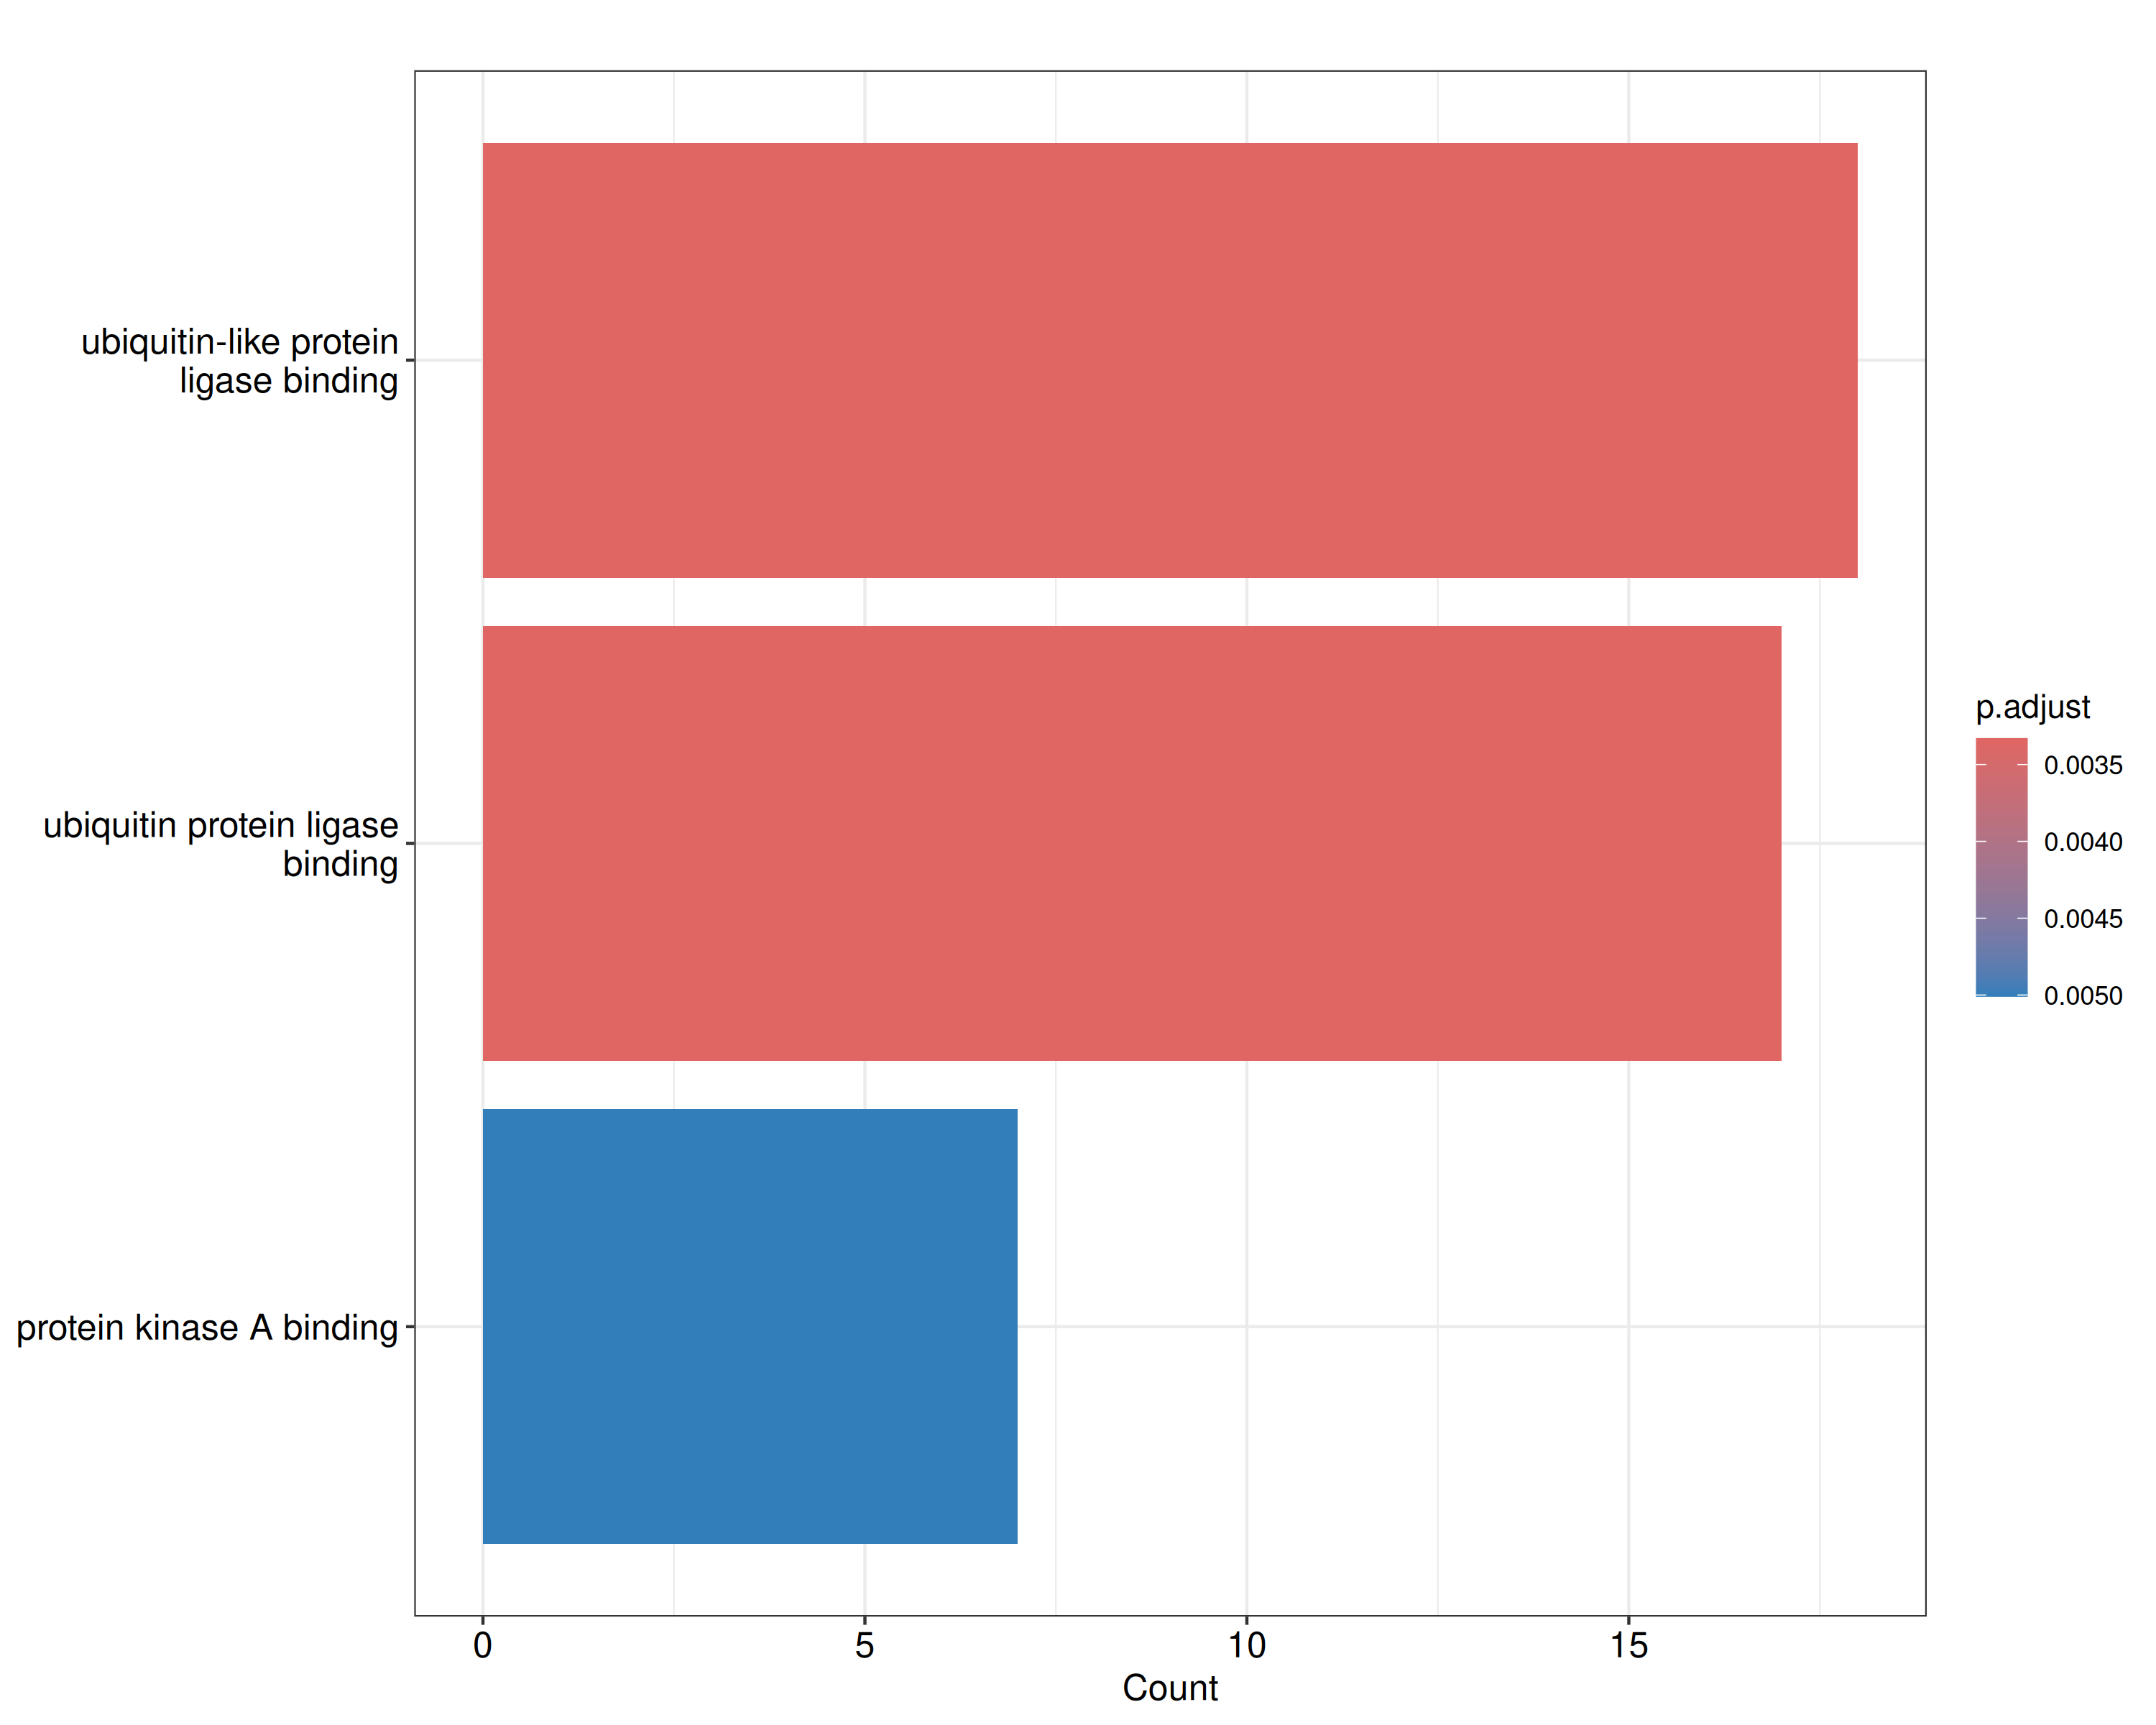 ubiquitin-like protein
ligase binding
ubiquitin protein ligase
binding
protein kinase A binding
0
5
10
15
Count
p.adjust
0.0035
0.0040
0.0045
0.0050